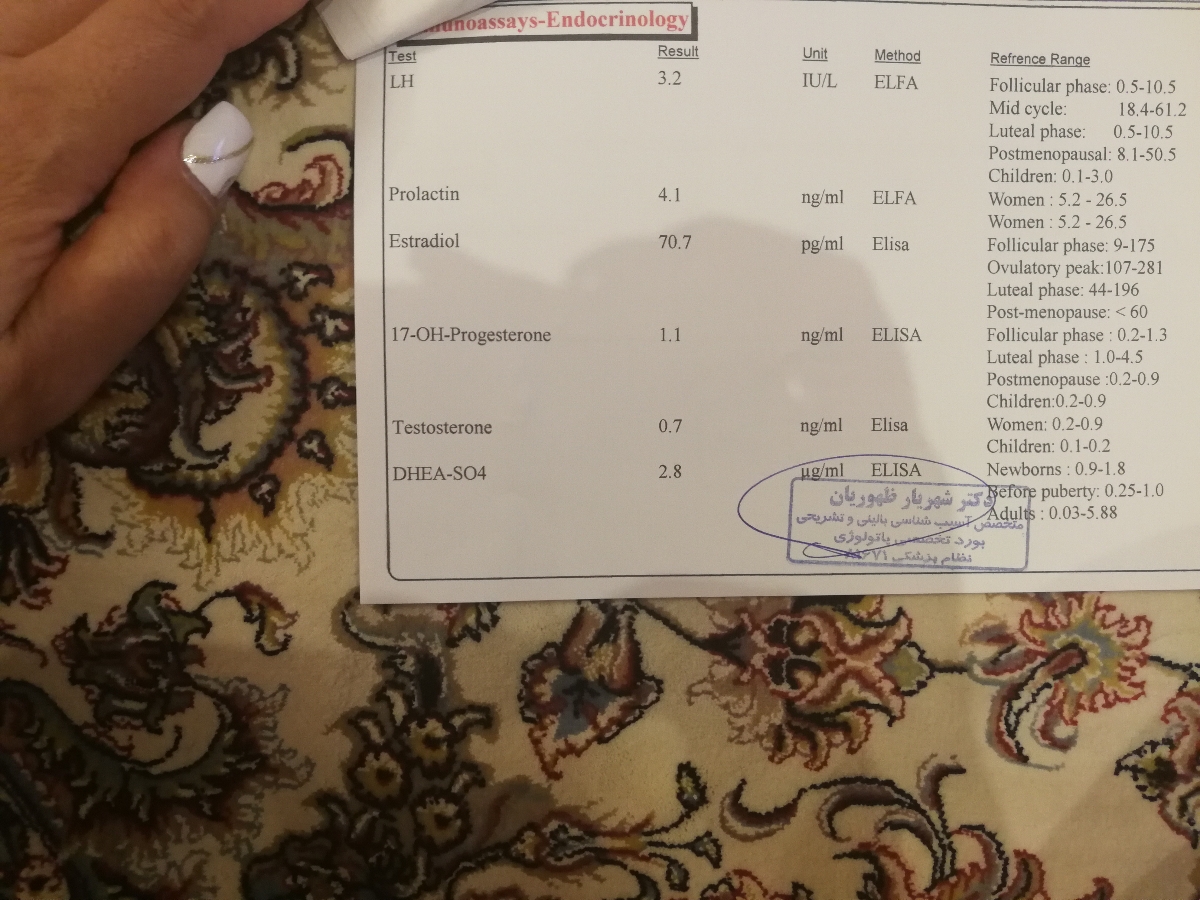 unoassays-Endocrinology
Test Result Unit Method Refrence Range
LH 3.2 IU/L ELFA Follicular phase: 0.5-10.5
Mid cycle: 18.4-61.2
Luteal phase: 0.5-10.5
Postmenopausal: 8.1-50.5
Children: 0.1-3.0
Prolactin 4.1 ng/ml ELFA Women : 5.2 - 26.5
Women : 5.2 - 26.5
Estradiol 70.7 pg/ml Elisa Follicular phase: 9-175
Ovulatory peak:107-281
Luteal phase: 44-196
Post-menopause: < 60
17-OH-Progesterone 1.1 ng/ml ELISA Follicular phase : 0.2-1.3
Luteal phase : 1.0-4.5
Postmenopause :0.2-0.9
Children:0.2-0.9
Testosterone 0.7 ng/ml Elisa Women: 0.2-0.9
Children: 0.1-0.2
DHEA-SO4 2.8 µg/ml ELISA Newborns : 0.9-1.8
Before puberty: 0.25-1.0
Adults : 0.03-5.88
دکتر شهریار ظهوریان
متخصص آسیب شناسی بالینی و تشریحی
بورد تخصصی پاتولوژی
نظام پزشکی